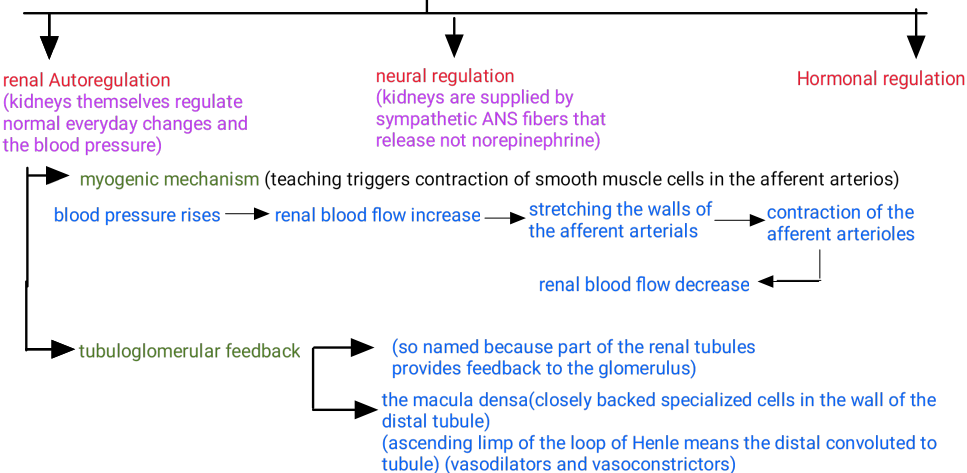 renal Autoregulation
(kidneys themselves regulate
normal everyday changes and
the blood pressure)
neural regulation
(kidneys are supplied by
sympathetic ANS fibers that
release not norepinephrine)
Hormonal regulation
myogenic mechanism (teaching triggers contraction of smooth muscle cells in the afferent arterios)
blood pressure rises
renal blood flow increase
stretching the walls of
the afferent arterials
contraction of the
afferent arterioles
renal blood flow decrease
tubuloglomerular feedback
(so named because part of the renal tubules
provides feedback to the glomerulus)
the macula densa(closely backed specialized cells in the wall of the
distal tubule)
(ascending limp of the loop of Henle means the distal convoluted to
tubule) (vasodilators and vasoconstrictors)